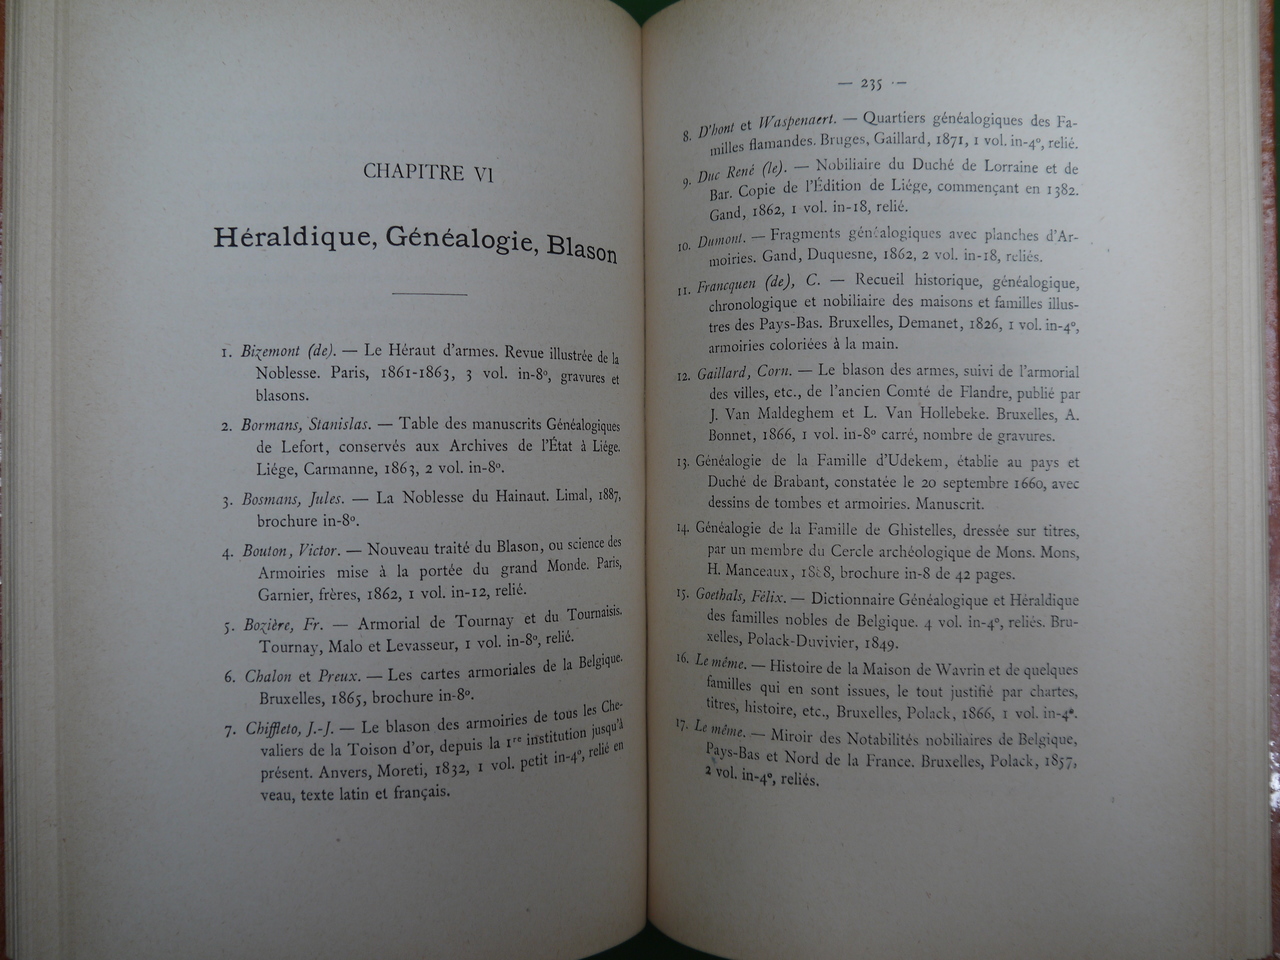 CHAPITRE VI
Héraldique, Généalogie, Blason
1. Bizemont (de). — Le Héraut d'armes. Revue illustrée de la
Noblesse. Paris, 1861-1863, 3 vol. in-8º, gravures et
blasons.
2. Bormans, Stanislas. — Table des manuscrits Généalogiques
de Lefort, conservés aux Archives de l'État à Liége.
Liége, Carmanne, 1863, 2 vol. in-8º.
3. Bosmans, Jules. — La Noblesse du Hainaut. Limal, 1887,
brochure in-8º.
4. Bouton, Victor. — Nouveau traité du Blason, ou science des
Armoiries mise à la portée du grand Monde. Paris,
Garnier, frères, 1862, 1 vol. in-12, relié.
5. Bozière, Fr. — Armorial de Tournay et du Tournaisis.
Tournay, Malo et Levasseur, 1 vol. in-8º, relié.
6. Chalon et Preux. — Les cartes armoriales de la Belgique.
Bruxelles, 1865, brochure in-8º.
7. Chiffleto, J.-J. — Le blason des armoiries de tous les Che-
valiers de la Toison d'or, depuis la 1re institution jusqu'à
présent. Anvers, Moreti, 1832, 1 vol. petit in-4º, relié en
veau, texte latin et français.
— 235 —
8. D'hont et Waspenaert. — Quartiers généalogiques des Fa-
milles flamandes. Bruges, Gaillard, 1871, 1 vol. in-4º, relié.
9. Duc René (le). — Nobiliaire du Duché de Lorraine et de
Bar. Copie de l'Édition de Liége, commençant en 1382.
Gand, 1862, 1 vol. in-18, relié.
10. Dumont. — Fragments généalogiques avec planches d'Ar-
moiries. Gand, Duquesne, 1862, 2 vol. in-18, reliés.
11. Francquen (de), C. — Recueil historique, généalogique,
chronologique et nobiliaire des maisons et familles illus-
tres des Pays-Bas. Bruxelles, Demanet, 1826, 1 vol. in-4º,
armoiries coloriées à la main.
12. Gaillard, Corn. — Le blason des armes, suivi de l'armorial
des villes, etc., de l'ancien Comté de Flandre, publié par
J. Van Maldeghem et L. Van Hollebeke. Bruxelles, A.
Bonnet, 1866, 1 vol. in-8º carré, nombre de gravures.
13. Généalogie de la Famille d'Udekem, établie au pays et
Duché de Brabant, constatée le 20 septembre 1660, avec
dessins de tombes et armoiries. Manuscrit.
14. Généalogie de la Famille de Ghistelles, dressée sur titres,
par un membre du Cercle archéologique de Mons. Mons,
H. Manceaux, 1868, brochure in-8 de 42 pages.
15. Goethals, Félix. — Dictionnaire Généalogique et Héraldique
des familles nobles de Belgique. 4 vol. in-4º, reliés. Bru-
xelles, Polack-Duvivier, 1849.
16. Le même. — Histoire de la Maison de Wavrin et de quelques
familles qui en sont issues, le tout justifié par chartes,
titres, histoire, etc., Bruxelles, Polack, 1866, 1 vol. in-4º.
17. Le même. — Miroir des Notabilités nobiliaires de Belgique,
Pays-Bas et Nord de la France. Bruxelles, Polack, 1857,
2 vol. in-4º, reliés.